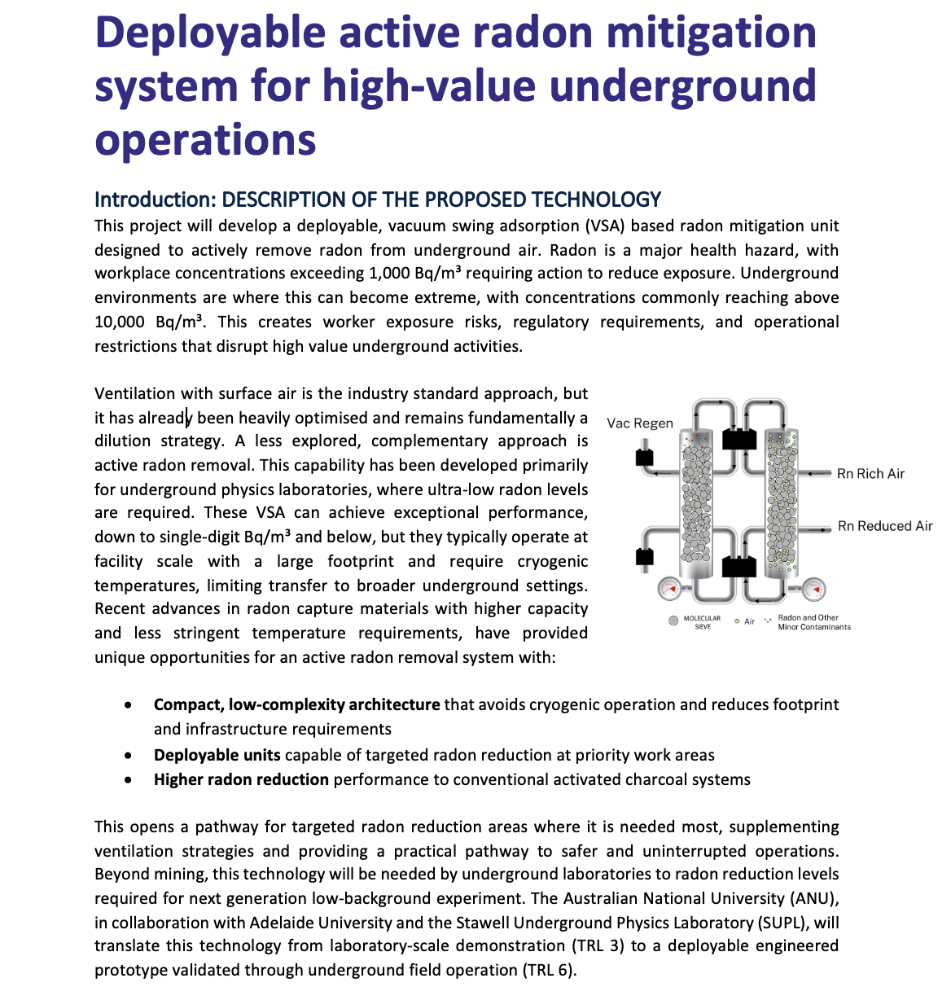 Deployable active radon mitigation
system for high-value underground
operations
Introduction: DESCRIPTION OF THE PROPOSED TECHNOLOGY
This project will develop a deployable, vacuum swing adsorption (VSA) based radon mitigation unit
designed to actively remove radon from underground air. Radon is a major health hazard, with
workplace concentrations exceeding 1,000 Bq/m³ requiring action to reduce exposure. Underground
environments are where this can become extreme, with concentrations commonly reaching above
10,000 Bq/m³. This creates worker exposure risks, regulatory requirements, and operational
restrictions that disrupt high value underground activities.
Ventilation with surface air is the industry standard approach, but
it has already been heavily optimised and remains fundamentally a
dilution strategy. A less explored, complementary approach is
active radon removal. This capability has been developed primarily
for underground physics laboratories, where ultra-low radon levels
are required. These VSA can achieve exceptional performance,
down to single-digit Bq/m³ and below, but they typically operate at
facility scale with a large footprint and require cryogenic
temperatures, limiting transfer to broader underground settings.
Recent advances in radon capture materials with higher capacity
and less stringent temperature requirements, have provided
unique opportunities for an active radon removal system with:
Vac Regen
Rn Rich Air
Rn Reduced Air
MOLECULAR
SIEVE
Air
Radon and Other
Minor Contaminants
• Compact, low-complexity architecture that avoids cryogenic operation and reduces footprint
and infrastructure requirements
• Deployable units capable of targeted radon reduction at priority work areas
• Higher radon reduction performance to conventional activated charcoal systems
This opens a pathway for targeted radon reduction areas where it is needed most, supplementing
ventilation strategies and providing a practical pathway to safer and uninterrupted operations.
Beyond mining, this technology will be needed by underground laboratories to radon reduction levels
required for next generation low-background experiment. The Australian National University (ANU),
in collaboration with Adelaide University and the Stawell Underground Physics Laboratory (SUPL), will
translate this technology from laboratory-scale demonstration (TRL 3) to a deployable engineered
prototype validated through underground field operation (TRL 6).